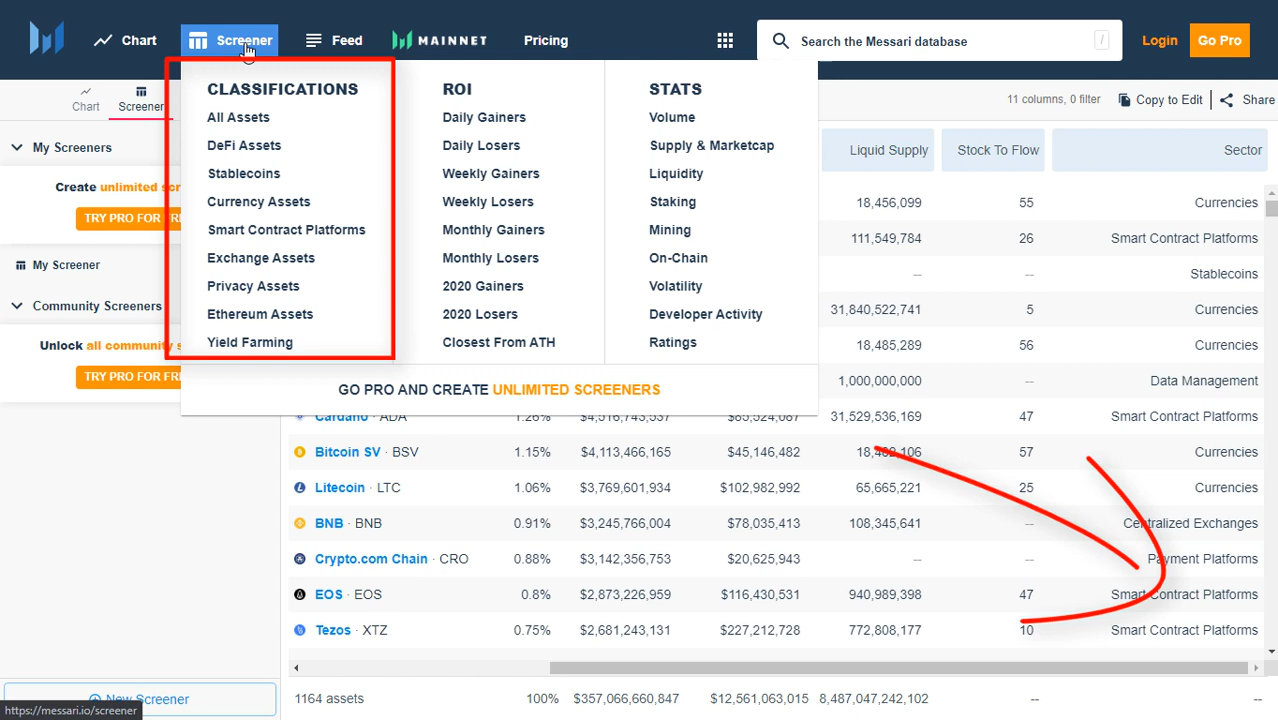 Chart
Screener
Feed
MAINNET
Pricing
Search the Messari database
/
Login
Go Pro
Chart
Screener
11 columns, 0 filter
Copy to Edit
Share
CLASSIFICATIONS
All Assets
DeFi Assets
Stablecoins
Currency Assets
Smart Contract Platforms
Exchange Assets
Privacy Assets
Ethereum Assets
Yield Farming
ROI
Daily Gainers
Daily Losers
Weekly Gainers
Weekly Losers
Monthly Gainers
Monthly Losers
2020 Gainers
2020 Losers
Closest From ATH
STATS
Volume
Supply & Marketcap
Liquidity
Staking
Mining
On-Chain
Volatility
Developer Activity
Ratings
GO PRO AND CREATE UNLIMITED SCREENERS
My Screeners
Create unlimited scr
TRY PRO FOR FR
My Screener
Community Screeners
Unlock all community s
TRY PRO FOR FR
Liquid Supply Stock To Flow Sector
18,456,099 55 Currencies
111,549,784 26 Smart Contract Platforms
-- -- Stablecoins
31,840,522,741 5 Currencies
18,485,289 56 Currencies
1,000,000,000 -- Data Management
Cardano · ADA 1.26% $4,516,743,537 $85,524,087 31,529,536,169 47 Smart Contract Platforms
Bitcoin SV · BSV 1.15% $4,113,466,165 $45,146,482 106 57 Currencies
Litecoin · LTC 1.06% $3,769,601,934 $102,982,992 65,665,221 25 Currencies
BNB · BNB 0.91% $3,245,766,004 $78,035,413 108,345,641 -- Centralized Exchanges
Crypto.com Chain · CRO 0.88% $3,142,356,753 $20,625,943 -- -- Payment Platforms
EOS · EOS 0.8% $2,873,226,959 $116,430,531 940,989,398 47 Smart Contract Platforms
Tezos · XTZ 0.75% $2,681,243,131 $227,212,728 772,808,177 10 Smart Contract Platforms
1164 assets 100% $357,066,660,847 $12,561,063,015 8,487,047,242,102 -- --
New Screener
https://messari.io/screener